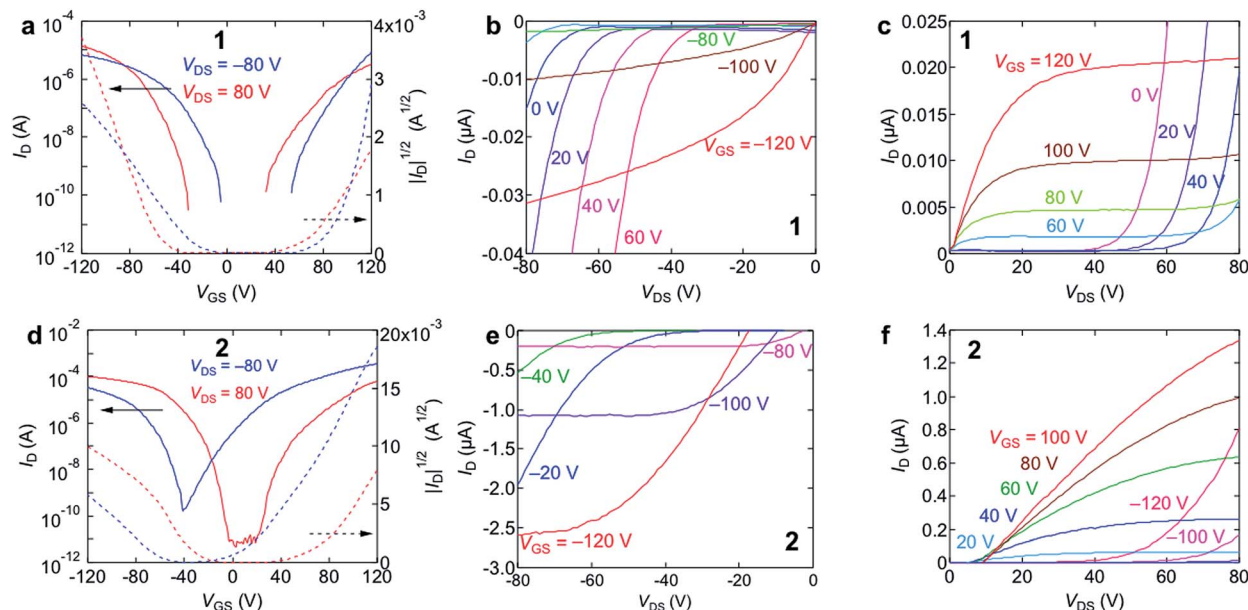 a
1
V_DS = –80 V
V_DS = 80 V
10^-4
10^-6
10^-8
10^-10
10^-12
I_D (A)
4x10^-3
3
2
1
0
|I_D|^1/2 (A^1/2)
-120 -80 -40 0 40 80 120
V_GS (V)
b
0
-0.01
-0.02
-0.03
-0.04
I_D (µA)
–80 V
–100 V
0 V
20 V
40 V
60 V
V_GS = –120 V
1
-80 -60 -40 -20 0
V_DS (V)
c
1
0.025
0.020
0.015
0.010
0.005
0
I_D (µA)
V_GS = 120 V
0 V
20 V
40 V
100 V
80 V
60 V
0 20 40 60 80
V_DS (V)
d
2
V_DS = –80 V
V_DS = 80 V
10^-2
10^-4
10^-6
10^-8
10^-10
10^-12
I_D (A)
20x10^-3
15
10
5
0
|I_D|^1/2 (A^1/2)
-120 -80 -40 0 40 80 120
V_GS (V)
e
0
-0.5
-1.0
-1.5
-2.0
-2.5
-3.0
I_D (µA)
–80 V
–40 V
–100 V
–20 V
V_GS = –120 V
2
-80 -60 -40 -20 0
V_DS (V)
f
2
1.4
1.2
1.0
0.8
0.6
0.4
0.2
0
I_D (µA)
V_GS = 100 V
80 V
60 V
40 V
20 V
–120 V
–100 V
0 20 40 60 80
V_DS (V)